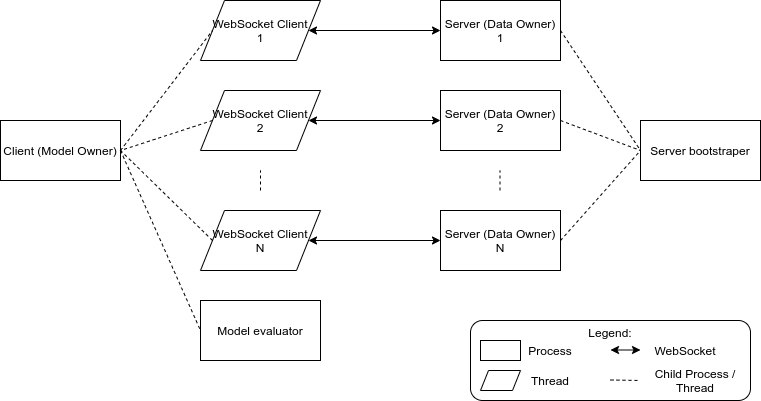 WebSocket Client
1
Server (Data Owner)
1
WebSocket Client
2
Server (Data Owner)
2
Client (Model Owner)
Server bootstraper
WebSocket Client
N
Server (Data Owner)
N
Model evaluator
Legend:
Process
WebSocket
Thread
Child Process /
Thread